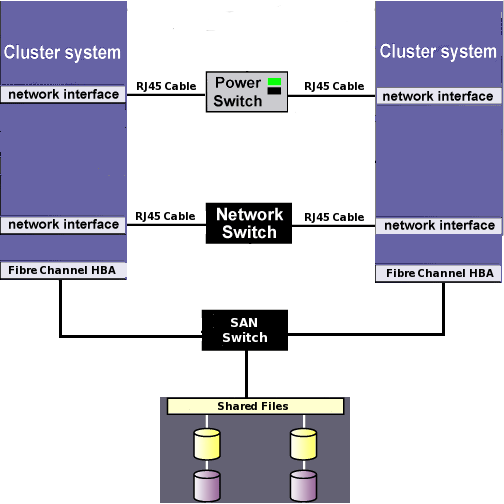 Cluster system
Cluster system
network interface
RJ45 Cable
Power
Switch
RJ45 Cable
network interface
network interface
RJ45 Cable
Network
Switch
RJ45 Cable
network interface
Fibre Channel HBA
Fibre Channel HBA
SAN
Switch
Shared Files